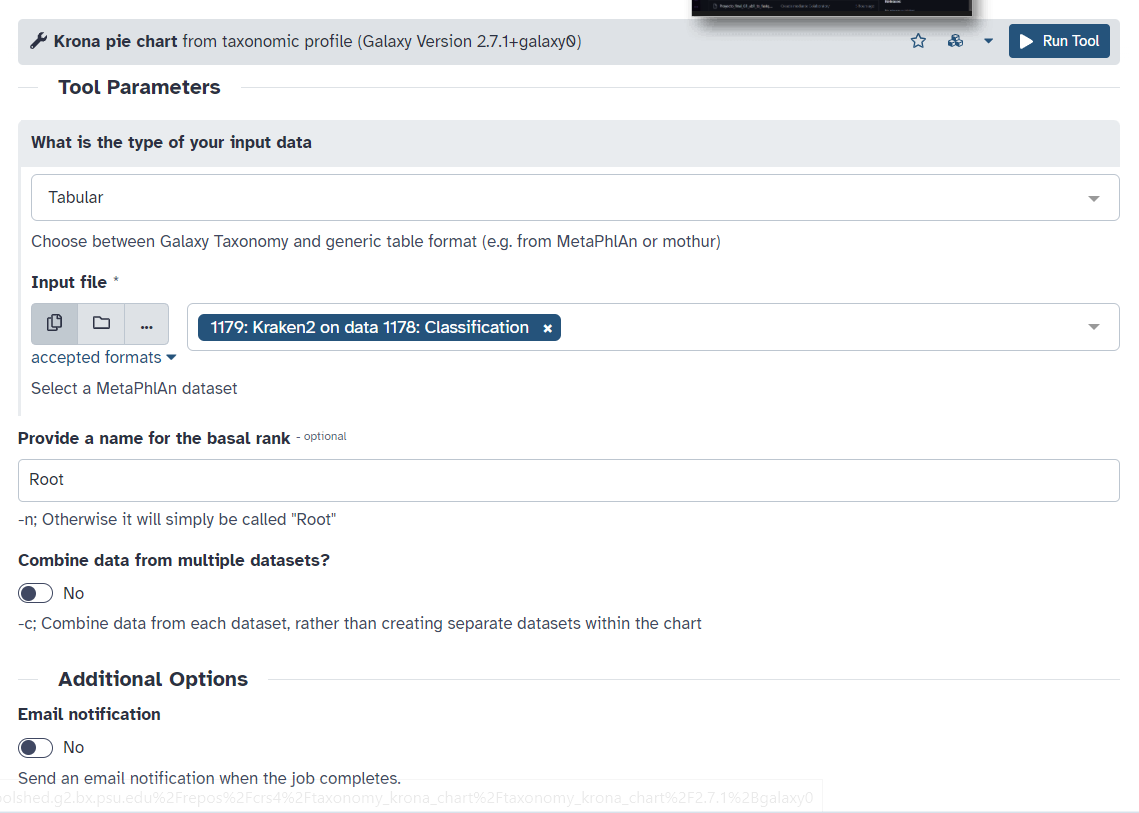 Krona pie chart from taxonomic profile (Galaxy Version 2.7.1+galaxy0)
Run Tool
Tool Parameters
What is the type of your input data
Tabular
Choose between Galaxy Taxonomy and generic table format (e.g. from MetaPhlAn or mothur)
Input file *
...
1179: Kraken2 on data 1178: Classification ×
accepted formats
Select a MetaPhlAn dataset
Provide a name for the basal rank - optional
Root
-n; Otherwise it will simply be called "Root"
Combine data from multiple datasets?
No
-c; Combine data from each dataset, rather than creating separate datasets within the chart
Additional Options
Email notification
No
Send an email notification when the job completes.
olshed.g2.bx.psu.edu%2Frepos%2Fcrs4%2Ftaxonomy_krona_chart%2Ftaxonomy_krona_chart%2F2.7.1%2Bgalaxy0